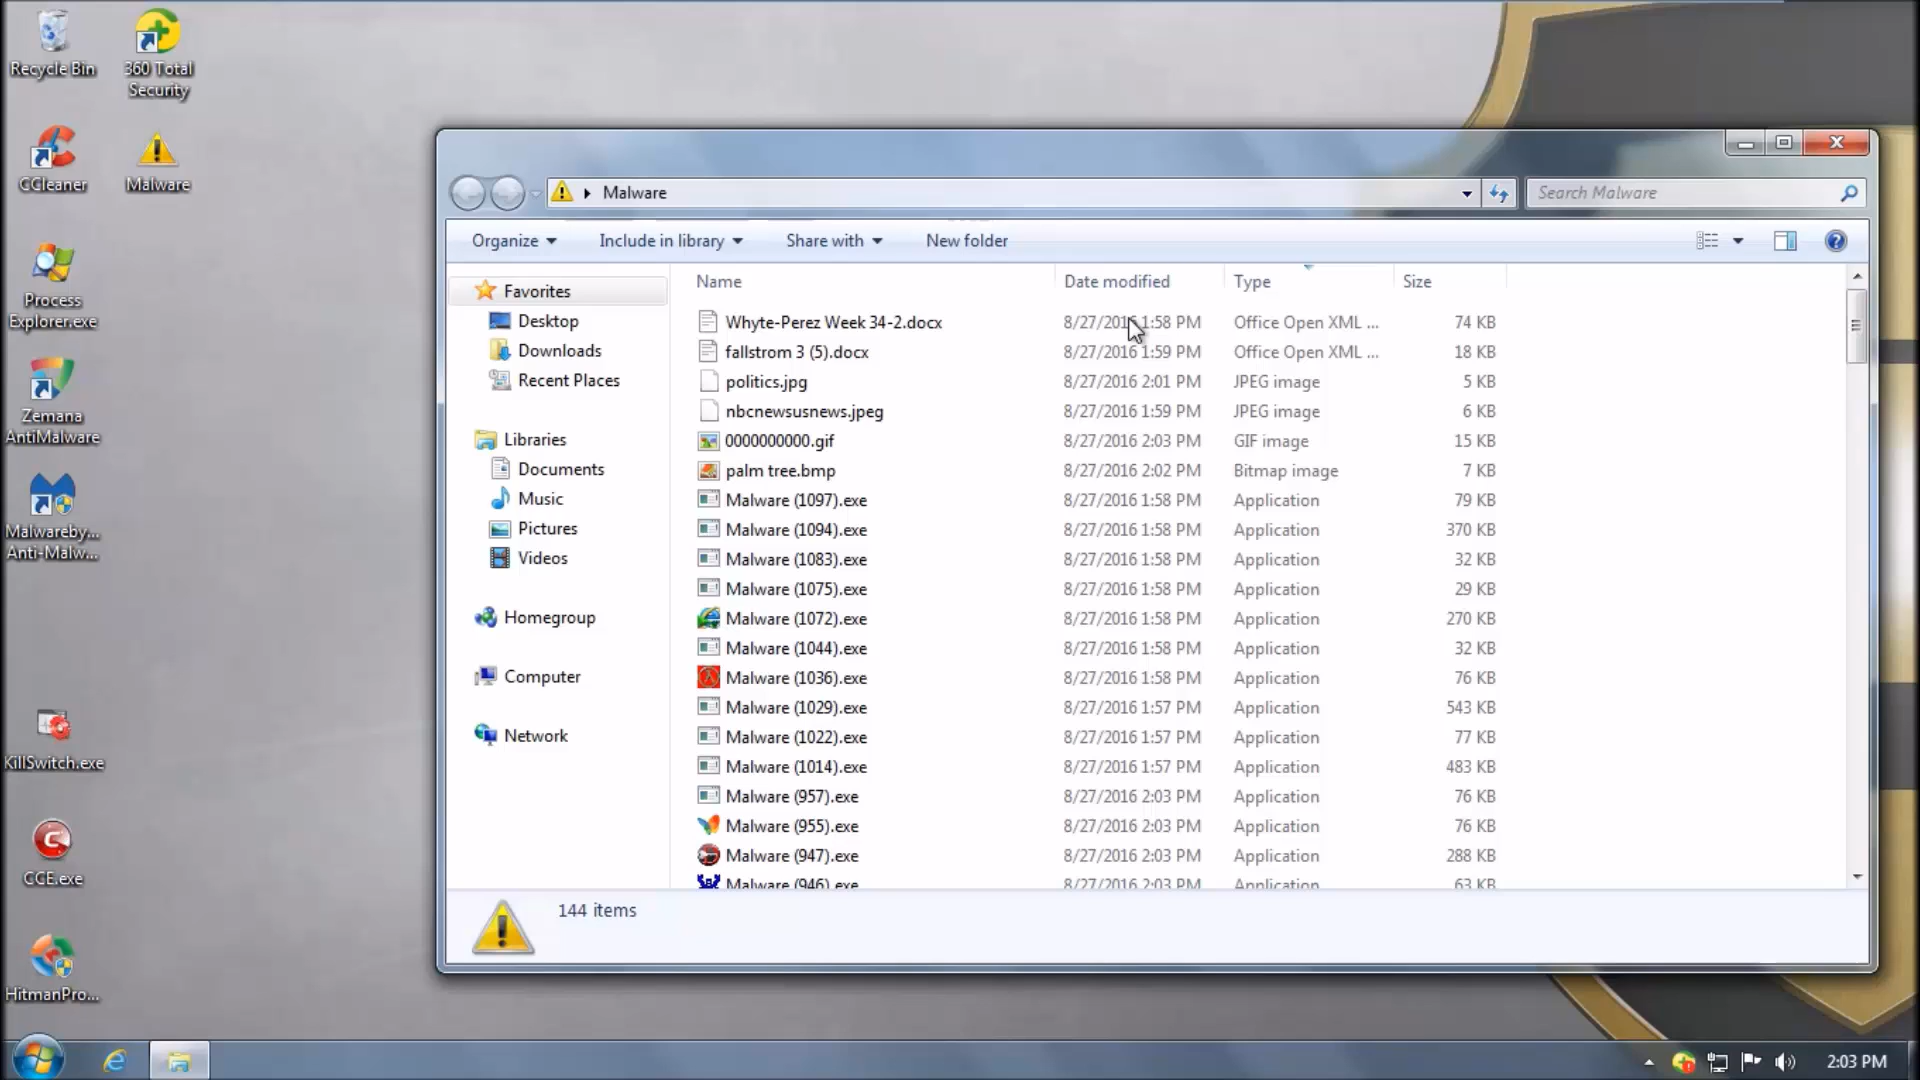 Recycle Bin
360 Total
Security
CCleaner
Malware
Process
Explorer.exe
Zemana
AntiMalware
Malwareby...
Anti-Malw...
KillSwitch.exe
CCE.exe
HitmanPro...
Malware
Search Malware
Organize
Include in library
Share with
New folder
Favorites
Desktop
Downloads
Recent Places
Libraries
Documents
Music
Pictures
Videos
Homegroup
Computer
Network
Name Date modified Type Size
Whyte-Perez Week 34-2.docx 8/27/2016 1:58 PM Office Open XML ... 74 KB
fallstrom 3 (5).docx 8/27/2016 1:59 PM Office Open XML ... 18 KB
politics.jpg 8/27/2016 2:01 PM JPEG image 5 KB
nbcnewsusnews.jpeg 8/27/2016 1:59 PM JPEG image 6 KB
0000000000.gif 8/27/2016 2:03 PM GIF image 15 KB
palm tree.bmp 8/27/2016 2:02 PM Bitmap image 7 KB
Malware (1097).exe 8/27/2016 1:58 PM Application 79 KB
Malware (1094).exe 8/27/2016 1:58 PM Application 370 KB
Malware (1083).exe 8/27/2016 1:58 PM Application 32 KB
Malware (1075).exe 8/27/2016 1:58 PM Application 29 KB
Malware (1072).exe 8/27/2016 1:58 PM Application 270 KB
Malware (1044).exe 8/27/2016 1:58 PM Application 32 KB
Malware (1036).exe 8/27/2016 1:58 PM Application 76 KB
Malware (1029).exe 8/27/2016 1:57 PM Application 543 KB
Malware (1022).exe 8/27/2016 1:57 PM Application 77 KB
Malware (1014).exe 8/27/2016 1:57 PM Application 483 KB
Malware (957).exe 8/27/2016 2:03 PM Application 76 KB
Malware (955).exe 8/27/2016 2:03 PM Application 76 KB
Malware (947).exe 8/27/2016 2:03 PM Application 288 KB
Malware (946).exe 8/27/2016 2:03 PM Application 63 KB
144 items
2:03 PM